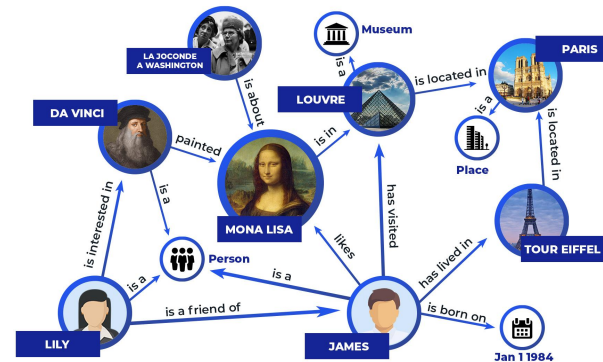 LA JOCONDE
A WASHINGTON
Museum
PARIS
is a
is located in
DA VINCI
LOUVRE
is about
is a
painted
is in
Place
is located in
is interested in
is a
MONA LISA
has visited
TOUR EIFFEL
Person
likes
has lived in
is a
is a
is a friend of
is born on
LILY
JAMES
Jan 1 1984